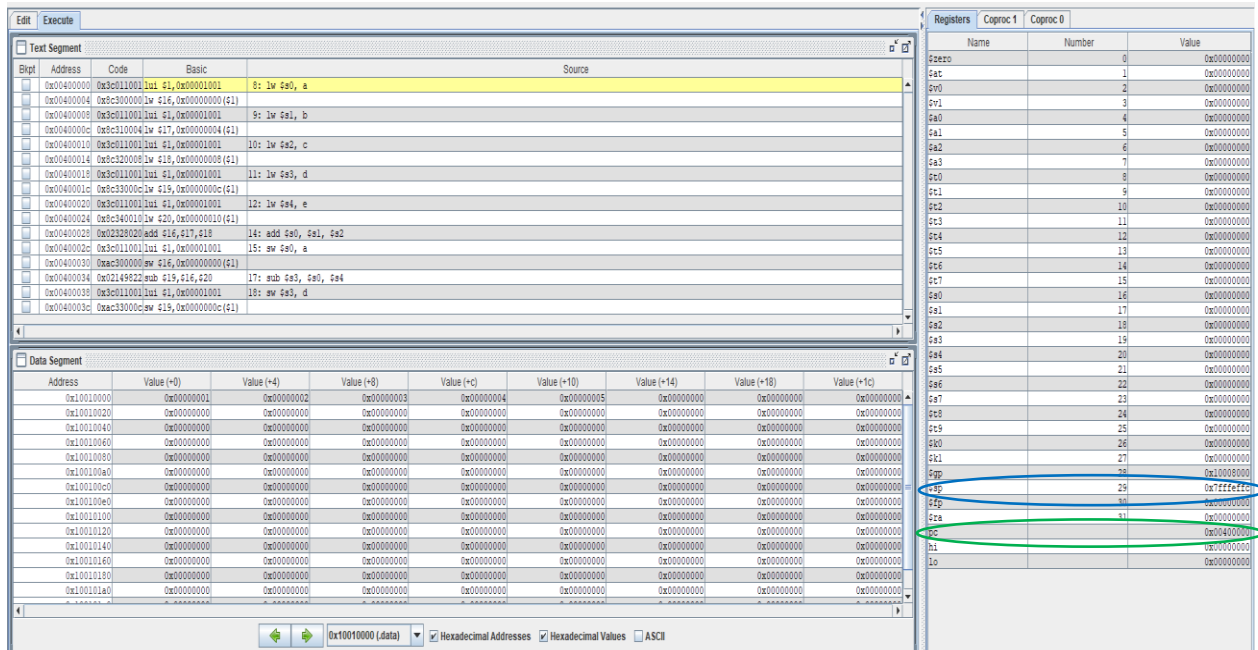 Edit Execute
Text Segment
Bkpt Address Code Basic Source
0x00400000 0x3c011001 lui $1,0x00001001 8: lw $s0, a
0x00400004 0x8c300000 lw $16,0x00000000($1)
0x00400008 0x3c011001 lui $1,0x00001001 9: lw $s1, b
0x0040000c 0x8c310004 lw $17,0x00000004($1)
0x00400010 0x3c011001 lui $1,0x00001001 10: lw $s2, c
0x00400014 0x8c320008 lw $18,0x00000008($1)
0x00400018 0x3c011001 lui $1,0x00001001 11: lw $s3, d
0x0040001c 0x8c33000c lw $19,0x0000000c($1)
0x00400020 0x3c011001 lui $1,0x00001001 12: lw $s4, e
0x00400024 0x8c340010 lw $20,0x00000010($1)
0x00400028 0x02328020 add $16,$17,$18 14: add $s0, $s1, $s2
0x0040002c 0x3c011001 lui $1,0x00001001 15: sw $s0, a
0x00400030 0xac300000 sw $16,0x00000000($1)
0x00400034 0x02149822 sub $19,$16,$20 17: sub $s3, $s0, $s4
0x00400038 0x3c011001 lui $1,0x00001001 18: sw $s3, d
0x0040003c 0xac33000c sw $19,0x0000000c($1)
Data Segment
Address Value (+0) Value (+4) Value (+8) Value (+c) Value (+10) Value (+14) Value (+18) Value (+1c)
0x10010000 0x00000001 0x00000002 0x00000003 0x00000004 0x00000005 0x00000000 0x00000000 0x00000000
0x10010020 0x00000000 0x00000000 0x00000000 0x00000000 0x00000000 0x00000000 0x00000000 0x00000000
0x10010040 0x00000000 0x00000000 0x00000000 0x00000000 0x00000000 0x00000000 0x00000000 0x00000000
0x10010060 0x00000000 0x00000000 0x00000000 0x00000000 0x00000000 0x00000000 0x00000000 0x00000000
0x10010080 0x00000000 0x00000000 0x00000000 0x00000000 0x00000000 0x00000000 0x00000000 0x00000000
0x100100a0 0x00000000 0x00000000 0x00000000 0x00000000 0x00000000 0x00000000 0x00000000 0x00000000
0x100100c0 0x00000000 0x00000000 0x00000000 0x00000000 0x00000000 0x00000000 0x00000000 0x00000000
0x100100e0 0x00000000 0x00000000 0x00000000 0x00000000 0x00000000 0x00000000 0x00000000 0x00000000
0x10010100 0x00000000 0x00000000 0x00000000 0x00000000 0x00000000 0x00000000 0x00000000 0x00000000
0x10010120 0x00000000 0x00000000 0x00000000 0x00000000 0x00000000 0x00000000 0x00000000 0x00000000
0x10010140 0x00000000 0x00000000 0x00000000 0x00000000 0x00000000 0x00000000 0x00000000 0x00000000
0x10010160 0x00000000 0x00000000 0x00000000 0x00000000 0x00000000 0x00000000 0x00000000 0x00000000
0x10010180 0x00000000 0x00000000 0x00000000 0x00000000 0x00000000 0x00000000 0x00000000 0x00000000
0x100101a0 0x00000000 0x00000000 0x00000000 0x00000000 0x00000000 0x00000000 0x00000000 0x00000000
0x10010000 (.data) Hexadecimal Addresses Hexadecimal Values ASCII
Registers Coproc 1 Coproc 0
Name Number Value
$zero 0 0x00000000
$at 1 0x00000000
$v0 2 0x00000000
$v1 3 0x00000000
$a0 4 0x00000000
$a1 5 0x00000000
$a2 6 0x00000000
$a3 7 0x00000000
$t0 8 0x00000000
$t1 9 0x00000000
$t2 10 0x00000000
$t3 11 0x00000000
$t4 12 0x00000000
$t5 13 0x00000000
$t6 14 0x00000000
$t7 15 0x00000000
$s0 16 0x00000000
$s1 17 0x00000000
$s2 18 0x00000000
$s3 19 0x00000000
$s4 20 0x00000000
$s5 21 0x00000000
$s6 22 0x00000000
$s7 23 0x00000000
$t8 24 0x00000000
$t9 25 0x00000000
$k0 26 0x00000000
$k1 27 0x00000000
$gp 28 0x10008000
$sp 29 0x7fffeffc
$fp 30 0x00000000
$ra 31 0x00000000
pc 0x00400000
hi 0x00000000
lo 0x00000000